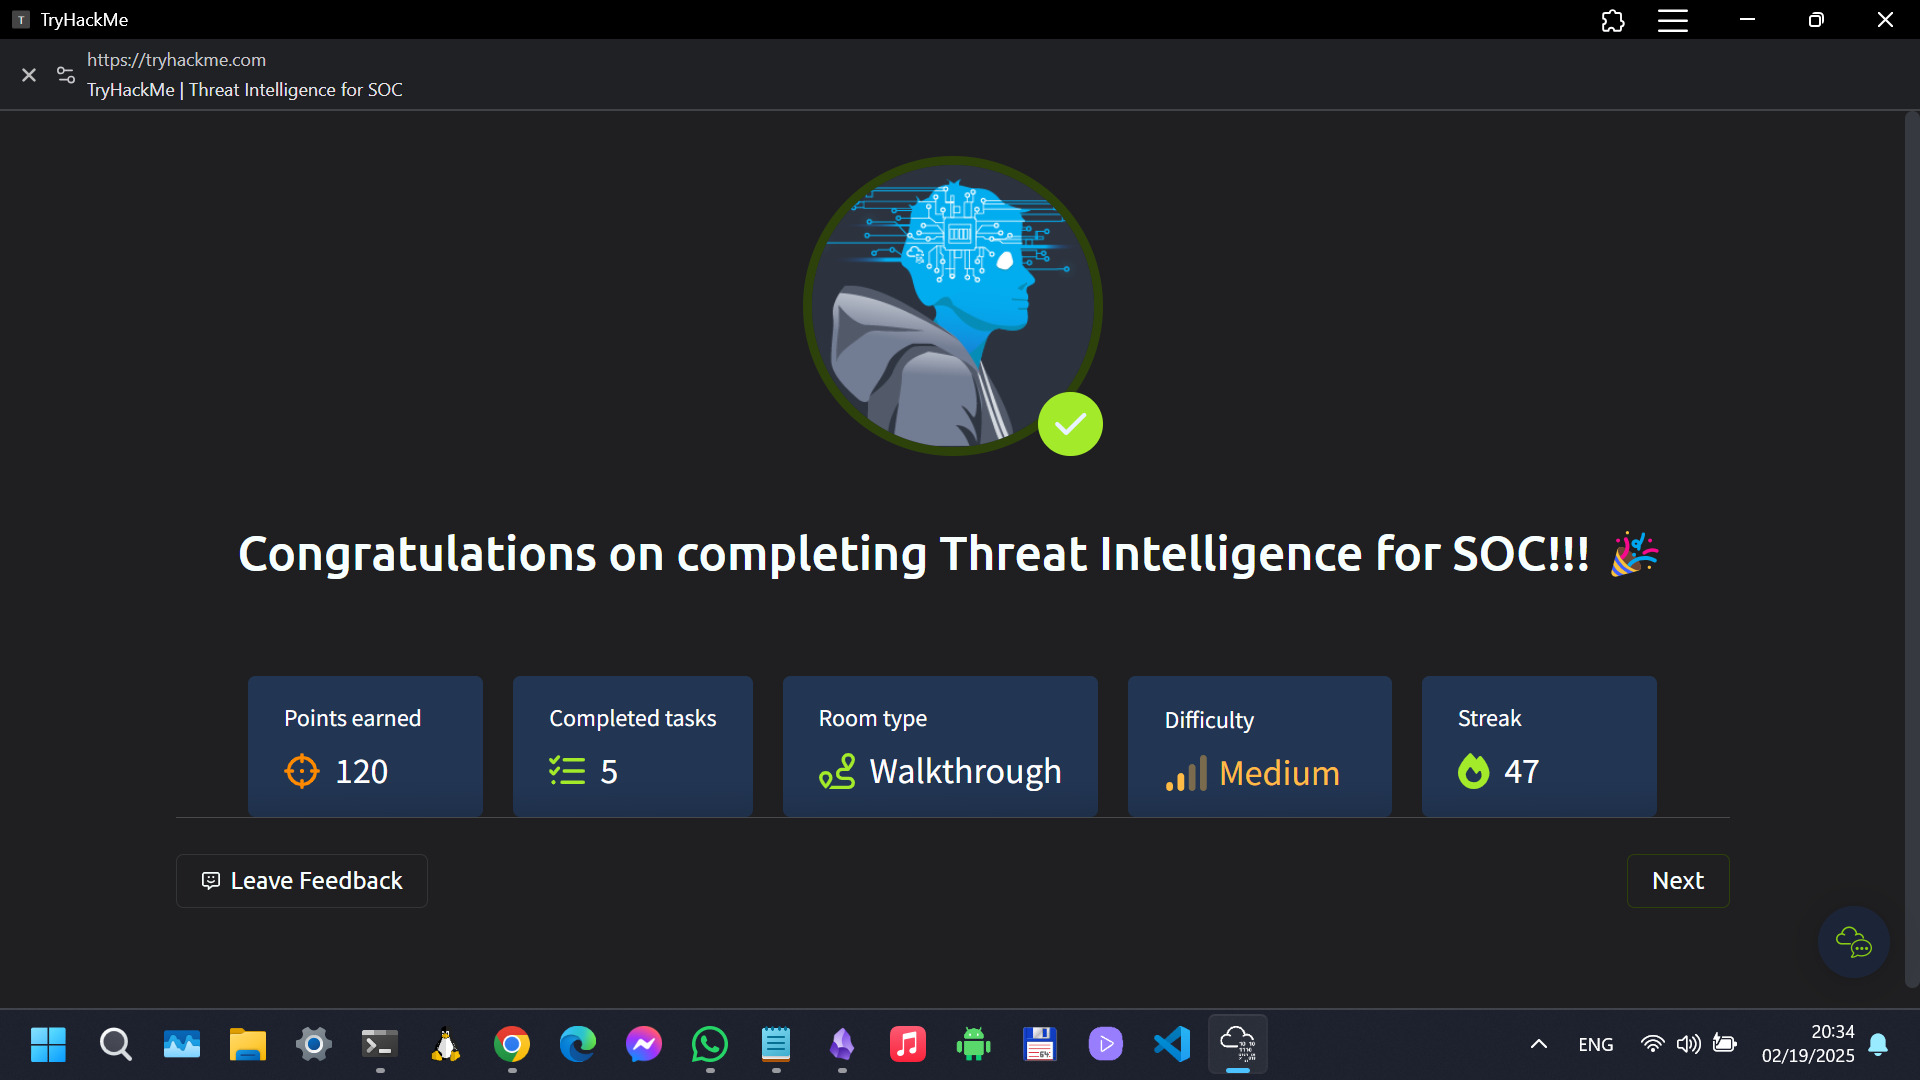 TryHackMe
https://tryhackme.com
TryHackMe | Threat Intelligence for SOC
Congratulations on completing Threat Intelligence for SOC!!! 🎉
Points earned
120
Completed tasks
5
Room type
Walkthrough
Difficulty
Medium
Streak
47
Leave Feedback
Next
ENG
20:34
02/19/2025